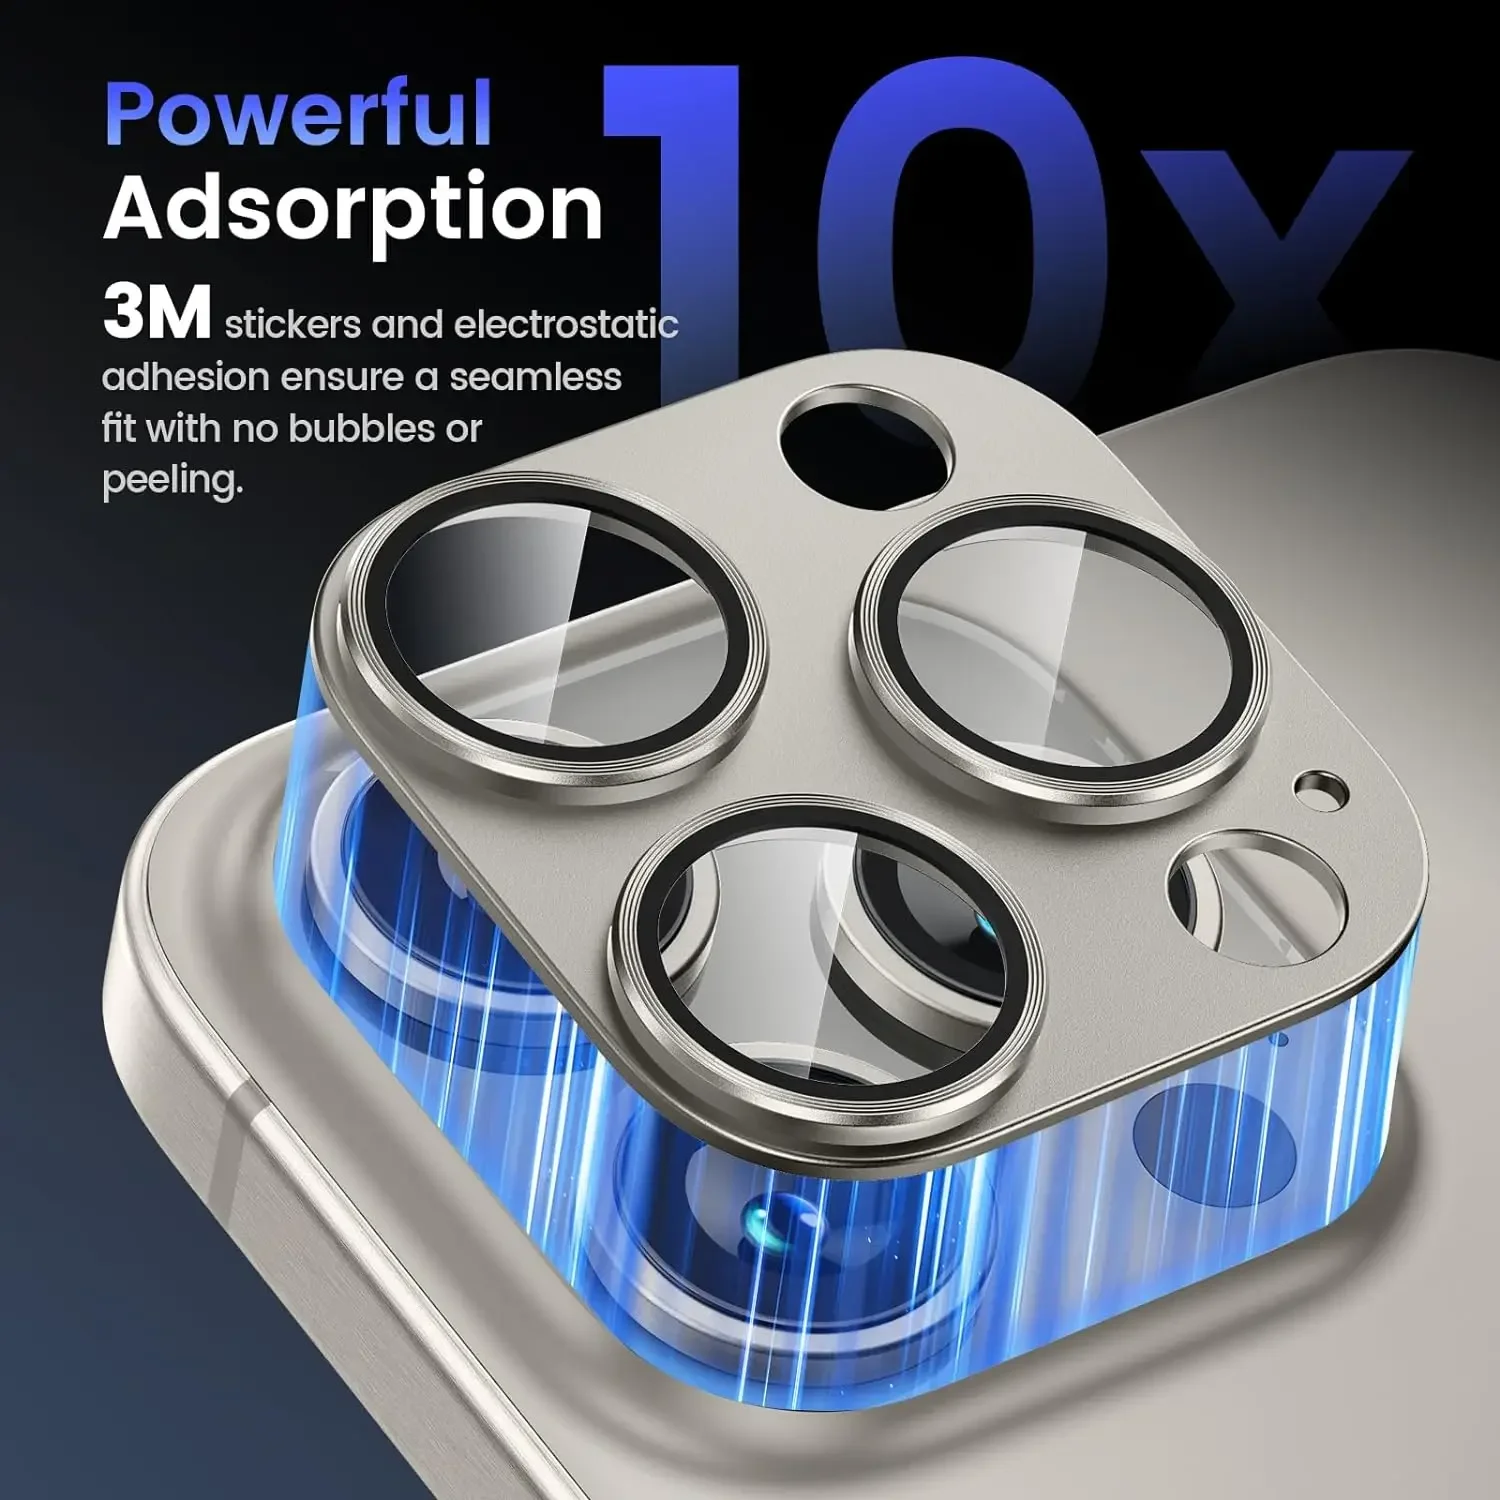 Powerful
Adsorption
10x
3M stickers and electrostatic
adhesion ensure a seamless
fit with no bubbles or
peeling.